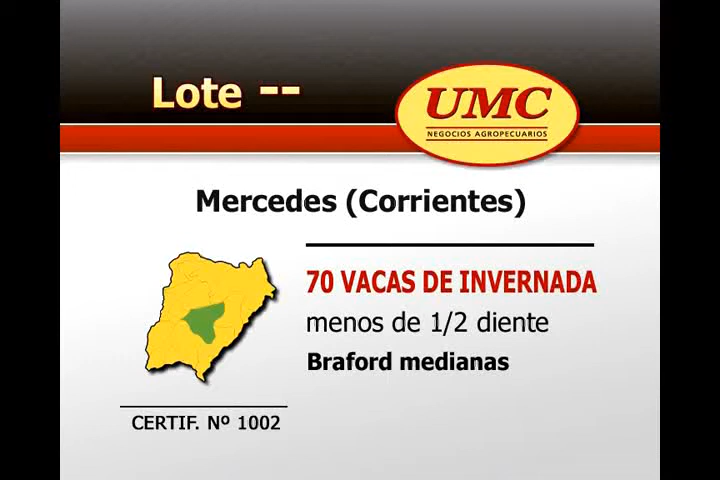 Lote --
UMC
NEGOCIOS AGROPECUARIOS
Mercedes (Corrientes)
70 VACAS DE INVERNADA
menos de 1/2 diente
Braford medianas
CERTIF. Nº 1002